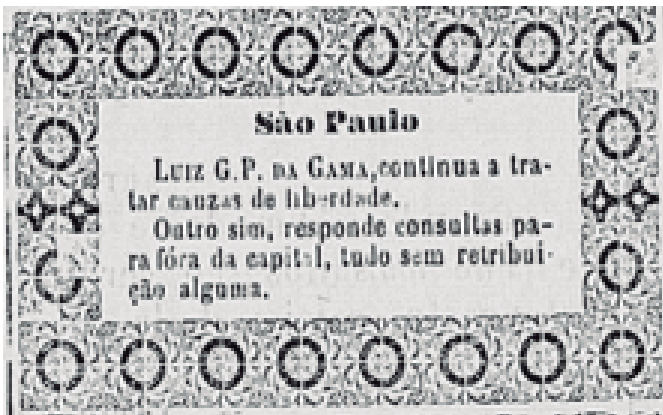 São Paulo
LUIZ G. P. DA GAMA, continua a tra-
tar cauzas de liberdade.
Outro sim, responde consultas pa-
ra fóra da capital, tudo sem retribui-
ção alguma.